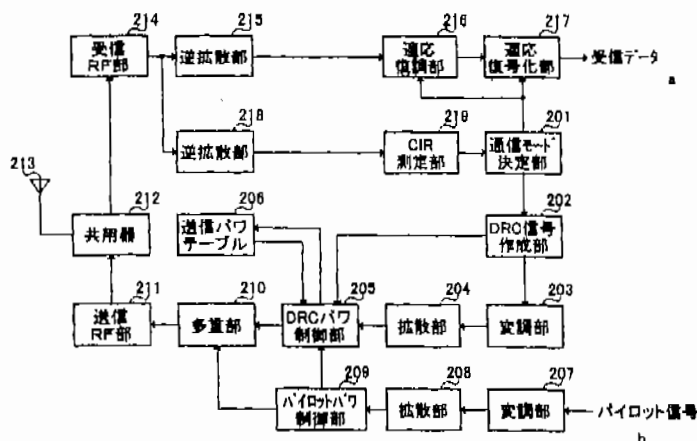 214
受信
RF部
215
逆拡散部
216
適応
復調部
217
適応
復号化部
受信データ
a
218
逆拡散部
219
CIR
測定部
201
通信モード
決定部
213
212
共用器
206
送信パワ
テーブル
202
DRC信号
作成部
211
送信
RF部
210
多重部
205
DRCパワ
制御部
204
拡散部
203
変調部
209
パイロットパワ
制御部
208
拡散部
207
変調部
パイロット信号
b